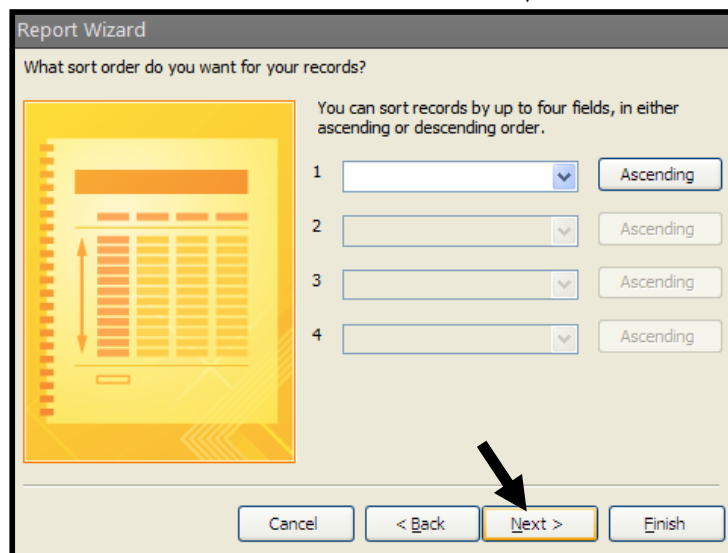 Report Wizard
What sort order do you want for your records?
You can sort records by up to four fields, in either
ascending or descending order.
1 Ascending
2 Ascending
3 Ascending
4 Ascending
Cancel < Back Next > Finish